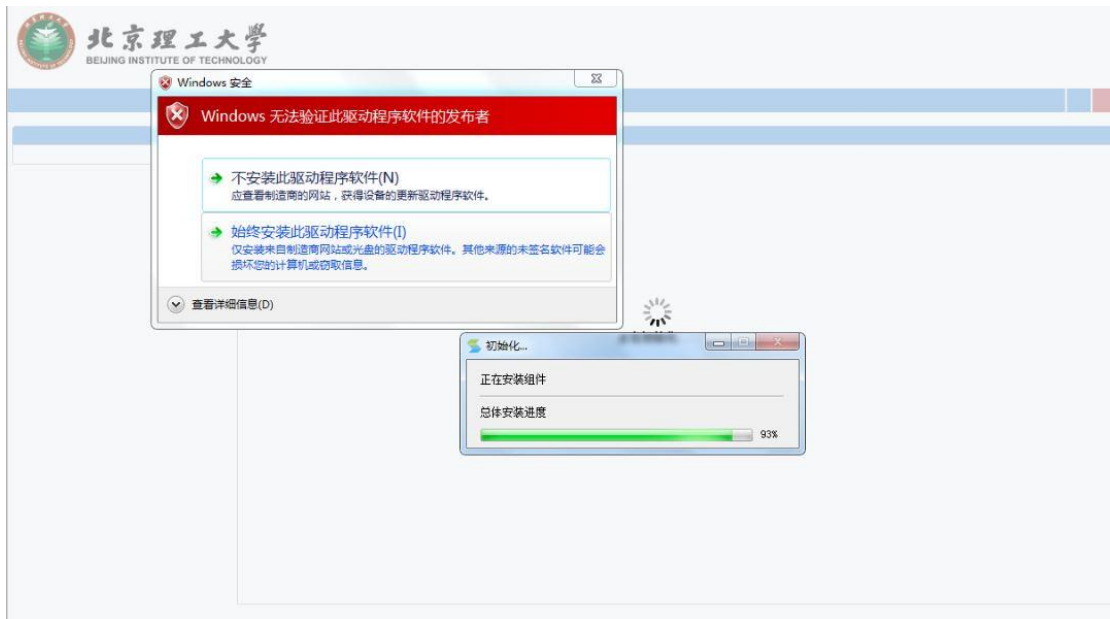 北京理工大學
BEIJING INSTITUTE OF TECHNOLOGY
Windows 安全
Windows 无法验证此驱动程序软件的发布者
不安装此驱动程序软件(N)
应查看制造商的网站，获得设备的更新驱动程序软件。
始终安装此驱动程序软件(I)
仅安装来自制造商网站或光盘的驱动程序软件。其他来源的未签名软件可能会
损坏您的计算机或窃取信息。
查看详细信息(D)
初始化...
正在安装组件
总体安装进度
93%